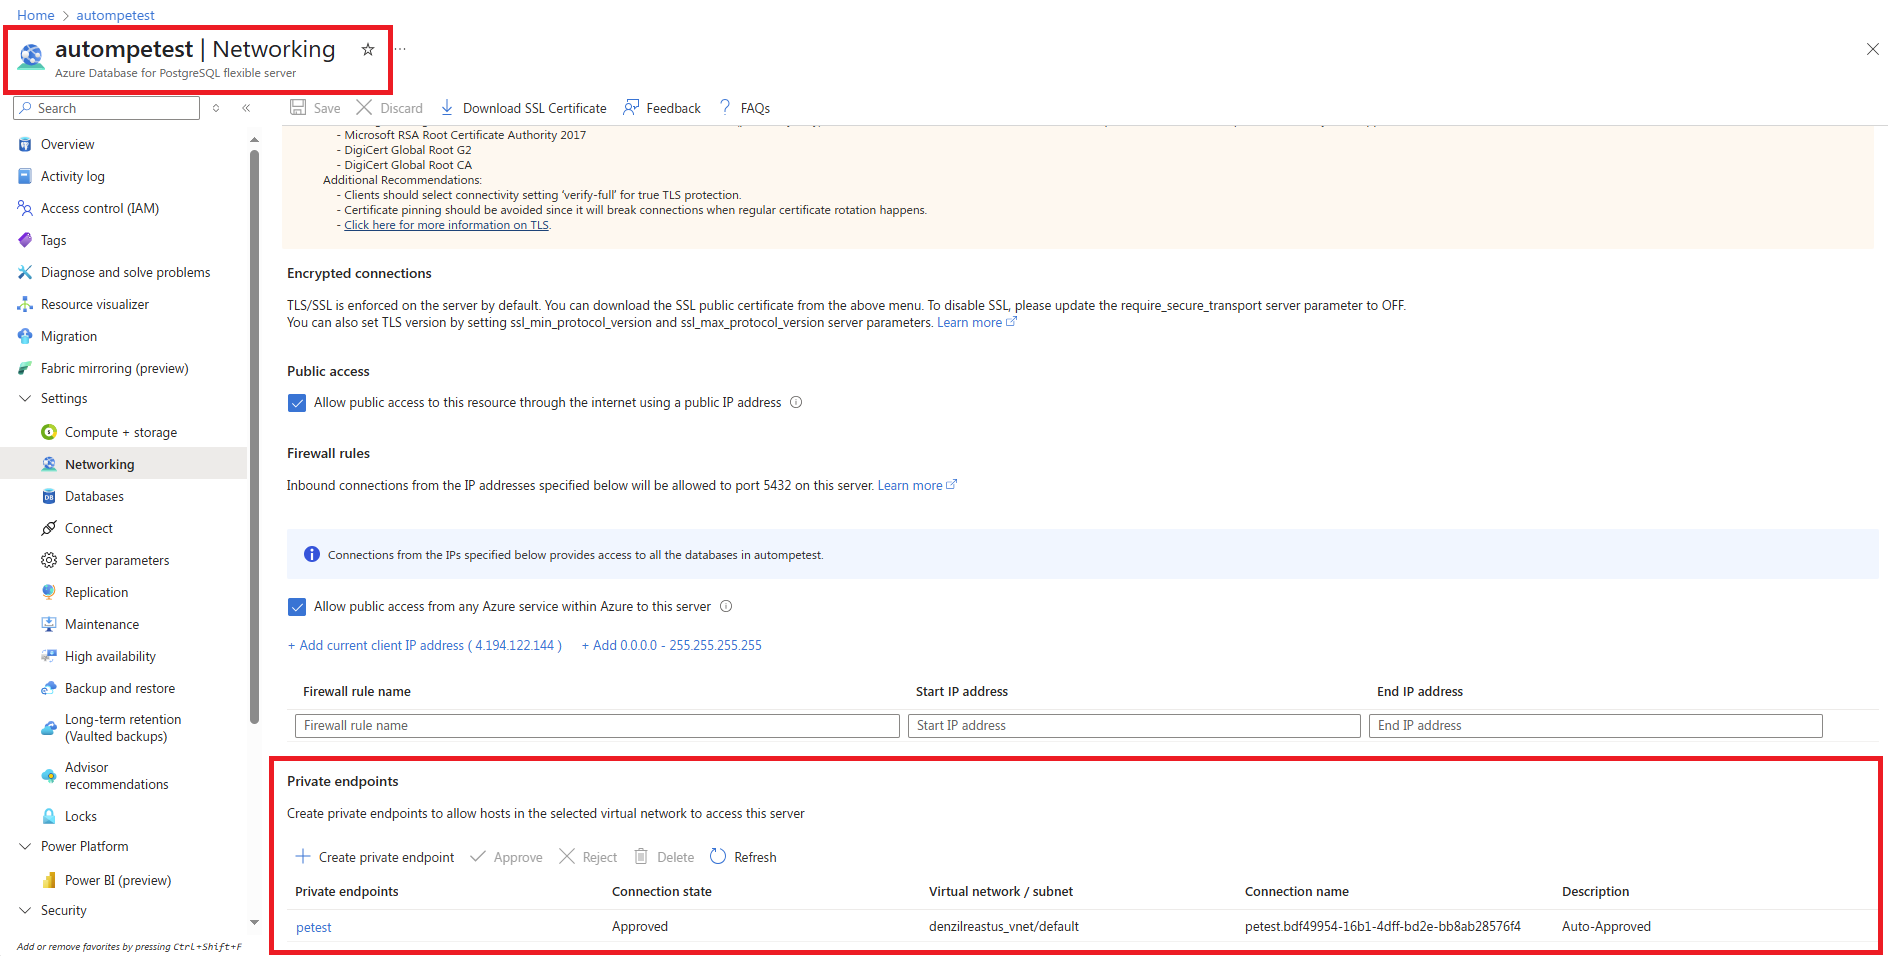 Home > autompetest
autompetest | Networking
Azure Database for PostgreSQL flexible server
Search
Save
Discard
Download SSL Certificate
Feedback
FAQs
Overview
Activity log
Access control (IAM)
Tags
Diagnose and solve problems
Resource visualizer
Migration
Fabric mirroring (preview)
Settings
Compute + storage
Networking
Databases
Connect
Server parameters
Replication
Maintenance
High availability
Backup and restore
Long-term retention
(Vaulted backups)
Advisor
recommendations
Locks
Power Platform
Power BI (preview)
Security
Add or remove favorites by pressing Ctrl+Shift+F
- Microsoft RSA Root Certificate Authority 2017
- DigiCert Global Root G2
- DigiCert Global Root CA
Additional Recommendations:
- Clients should select connectivity setting ‘verify-full’ for true TLS protection.
- Certificate pinning should be avoided since it will break connections when regular certificate rotation happens.
- Click here for more information on TLS.
Encrypted connections
TLS/SSL is enforced on the server by default. You can download the SSL public certificate from the above menu. To disable SSL, please update the require_secure_transport server parameter to OFF.
You can also set TLS version by setting ssl_min_protocol_version and ssl_max_protocol_version server parameters. Learn more
Public access
Allow public access to this resource through the internet using a public IP address
Firewall rules
Inbound connections from the IP addresses specified below will be allowed to port 5432 on this server. Learn more
Connections from the IPs specified below provides access to all the databases in autompetest.
Allow public access from any Azure service within Azure to this server
+ Add current client IP address ( 4.194.122.144 )
+ Add 0.0.0.0 - 255.255.255.255
Firewall rule name
Start IP address
End IP address
Firewall rule name
Start IP address
End IP address
Private endpoints
Create private endpoints to allow hosts in the selected virtual network to access this server
Create private endpoint
Approve
Reject
Delete
Refresh
Private endpoints
Connection state
Virtual network / subnet
Connection name
Description
petest
Approved
denzilreastus_vnet/default
petest.bdf49954-16b1-4dff-bd2e-bb8ab28576f4
Auto-Approved